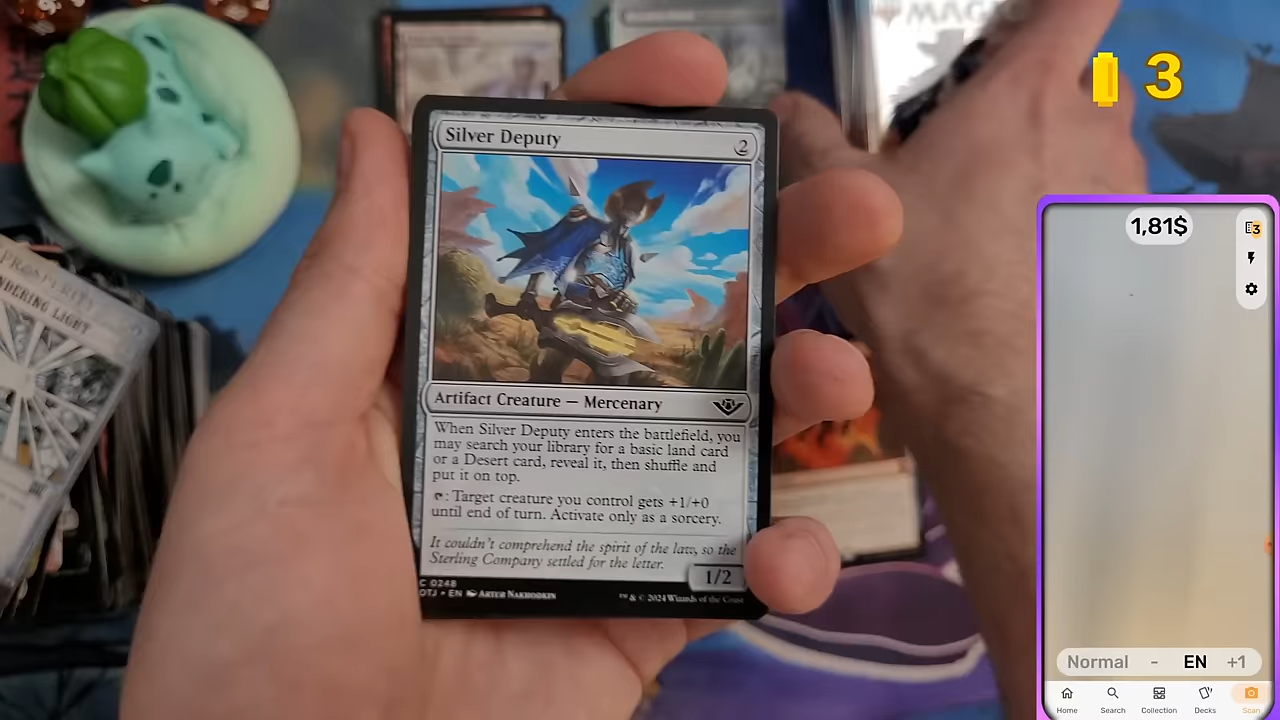 MAGIC
3
Silver Deputy
2
Artifact Creature — Mercenary
When Silver Deputy enters the battlefield, you
may search your library for a basic land card
or a Desert card, reveal it, then shuffle and
put it on top.
: Target creature you control gets +1/+0
until end of turn. Activate only as a sorcery.
It couldn't comprehend the spirit of the law, so the
Sterling Company settled for the letter.
1/2
C 0248
OTJ • EN Artur Nakhodkin
™ & © 2024 Wizards of the Coast
LIGHT
1,81$
3
Normal - EN +1
Home Search Collection Decks Scan